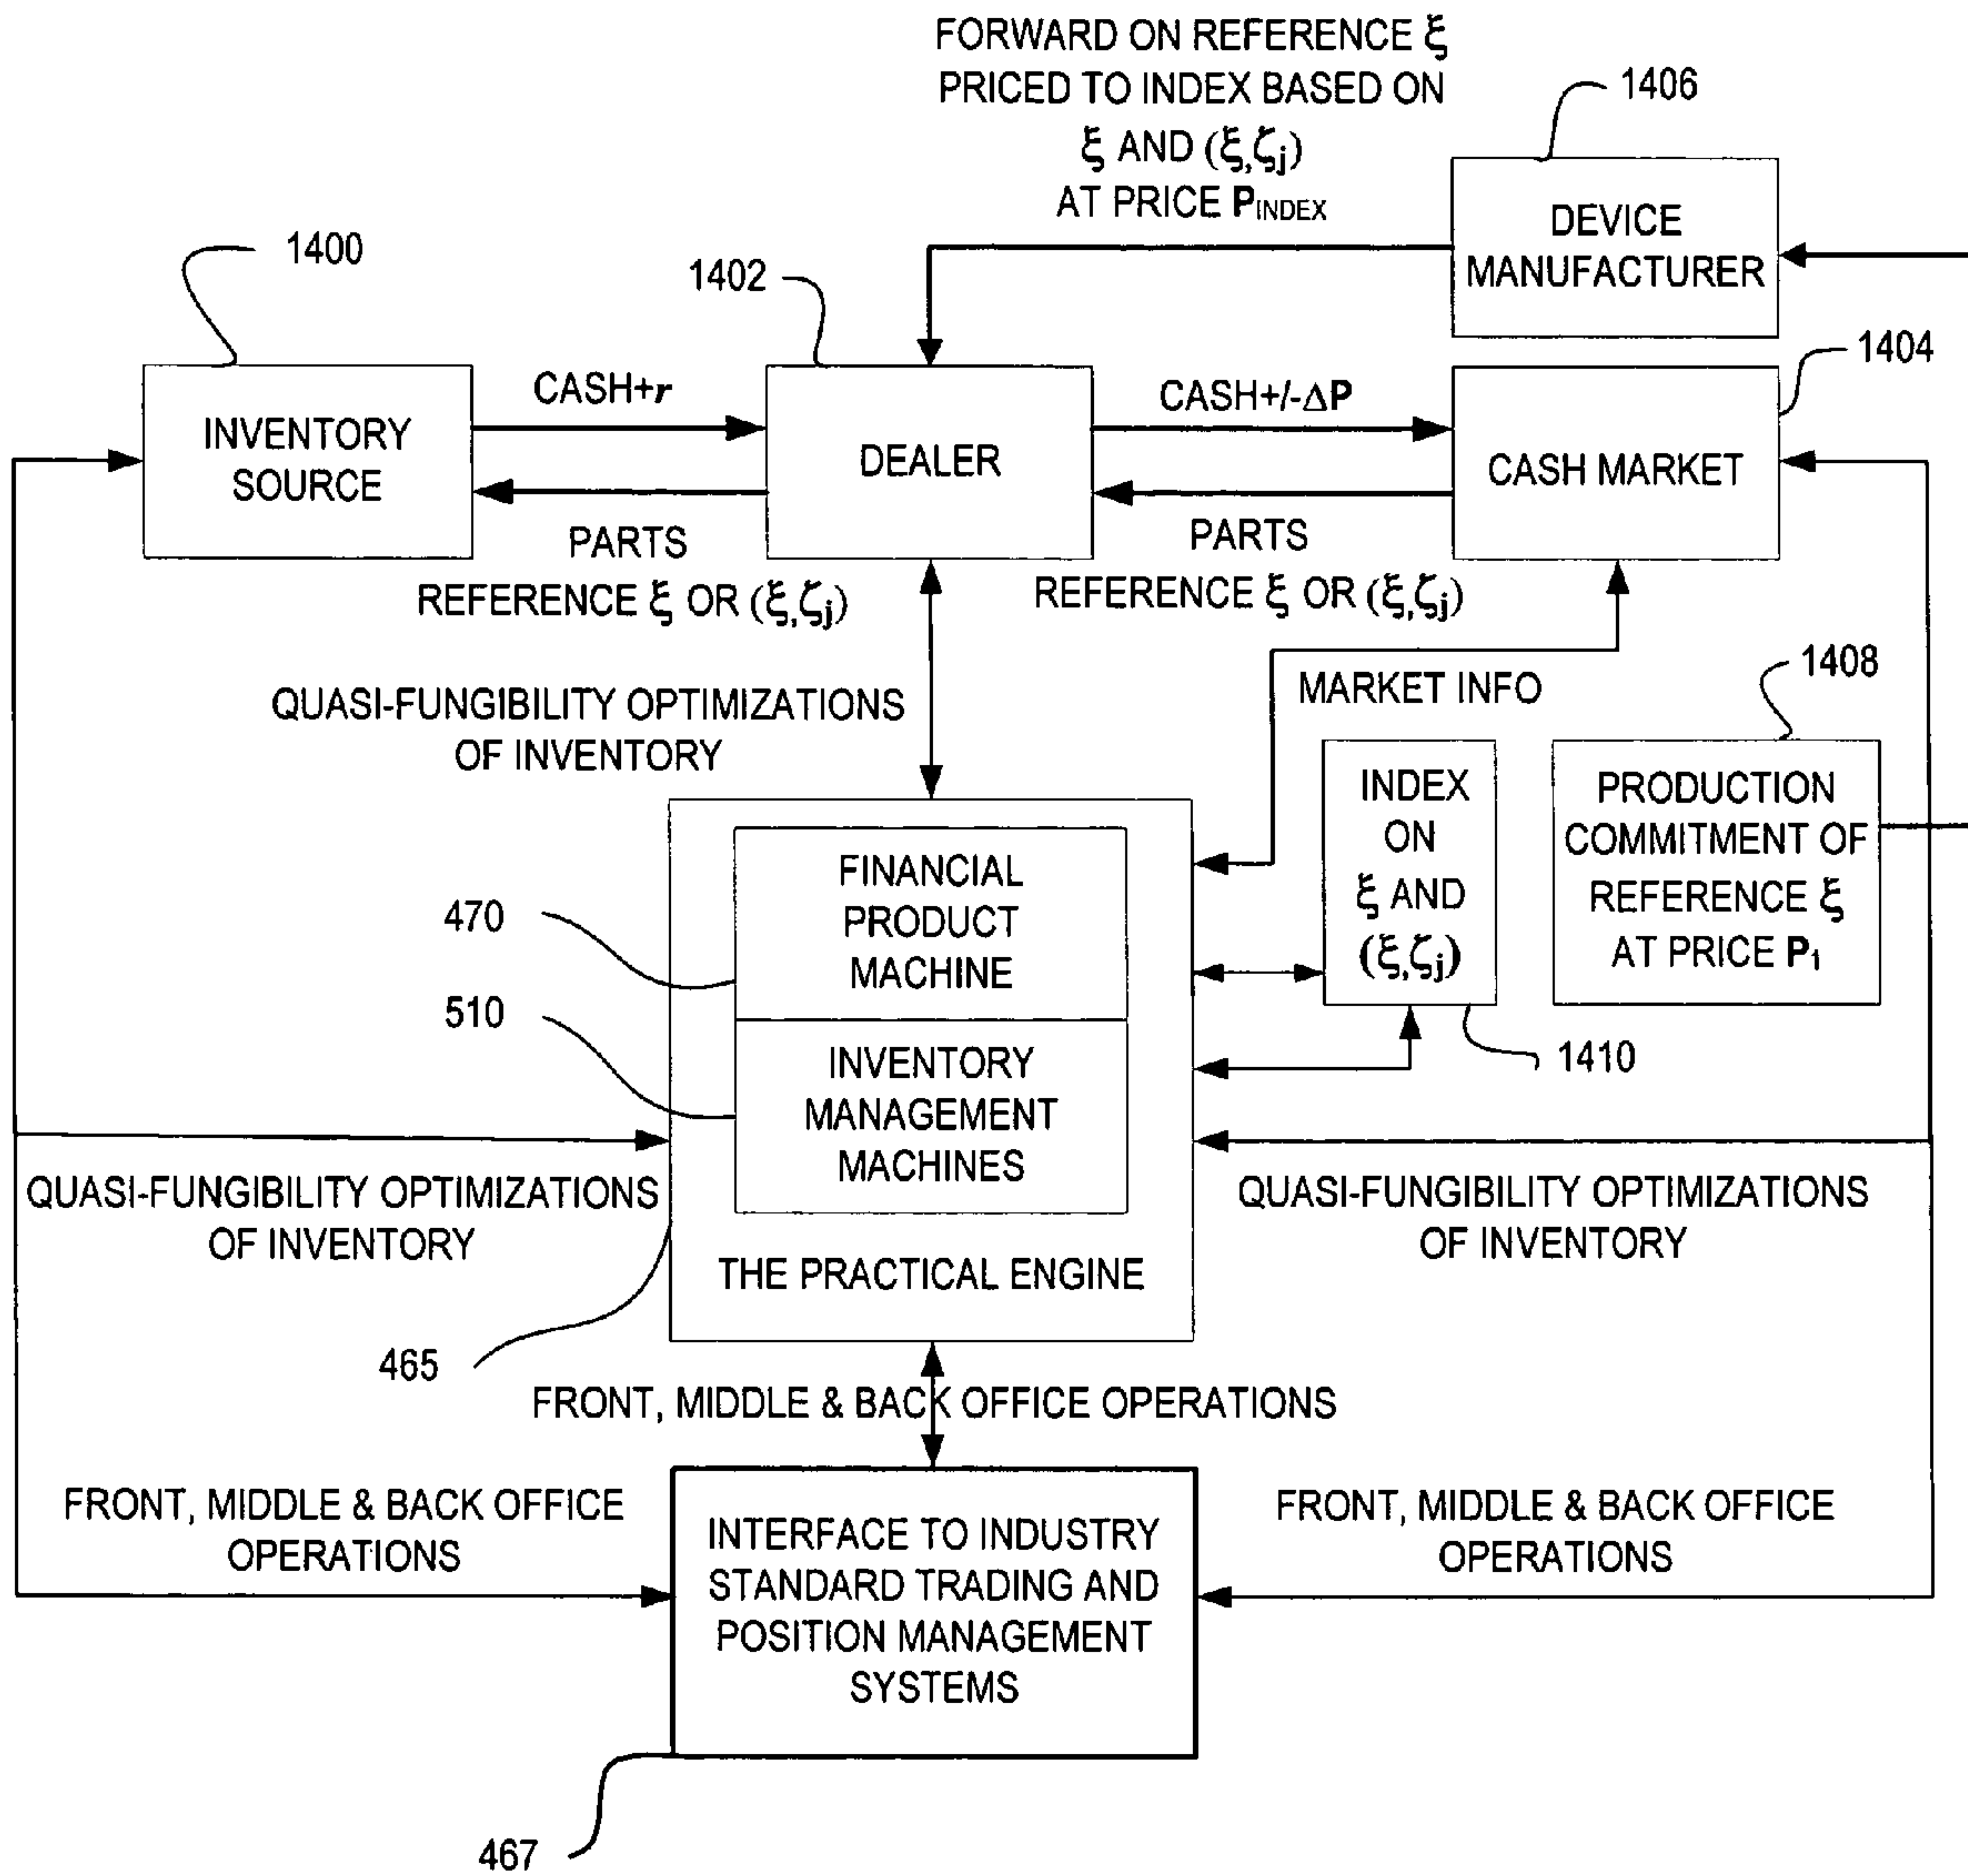 FORWARD ON REFERENCE ξ
PRICED TO INDEX BASED ON
ξ AND (ξ,ζj)
AT PRICE PINDEX
1406
DEVICE
MANUFACTURER
1400
1402
1404
INVENTORY
SOURCE
CASH+r
DEALER
CASH+/-ΔP
CASH MARKET
PARTS
REFERENCE ξ OR (ξ,ζj)
PARTS
REFERENCE ξ OR (ξ,ζj)
QUASI-FUNGIBILITY OPTIMIZATIONS
OF INVENTORY
MARKET INFO
1408
INDEX
ON
ξ AND
(ξ,ζj)
PRODUCTION
COMMITMENT OF
REFERENCE ξ
AT PRICE P1
1410
470
FINANCIAL
PRODUCT
MACHINE
510
INVENTORY
MANAGEMENT
MACHINES
THE PRACTICAL ENGINE
QUASI-FUNGIBILITY OPTIMIZATIONS
OF INVENTORY
QUASI-FUNGIBILITY OPTIMIZATIONS
OF INVENTORY
465
FRONT, MIDDLE & BACK OFFICE OPERATIONS
FRONT, MIDDLE & BACK OFFICE
OPERATIONS
INTERFACE TO INDUSTRY
STANDARD TRADING AND
POSITION MANAGEMENT
SYSTEMS
FRONT, MIDDLE & BACK OFFICE
OPERATIONS
467